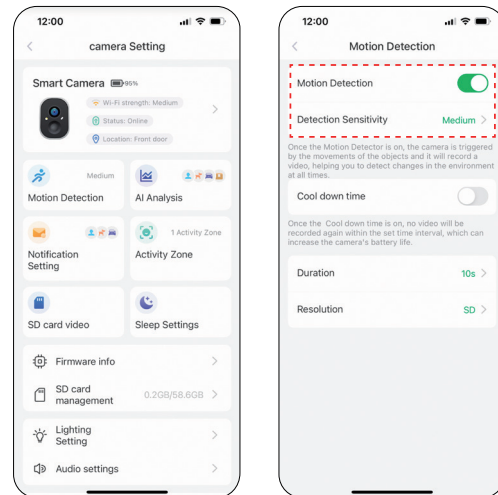 12:00
camera Setting
Smart Camera
95%
Wi-Fi strength: Medium
Status: Online
Location: Front door
Medium
Motion Detection
AI Analysis
Notification
Setting
1 Activity Zone
Activity Zone
SD card video
Sleep Settings
Firmware info
SD card
management
0.2GB/58.6GB
Lighting
Setting
Audio settings
12:00
Motion Detection
Motion Detection
Detection Sensitivity
Medium
Once the Motion Detector is on, the camera is triggered
by the movements of the objects and it will record a
video, helping you to detect changes in the environment
at all times.
Cool down time
Once the Cool down time is on, no video will be
recorded again within the set time interval, which can
increase the camera's battery life.
Duration
10s
Resolution
SD